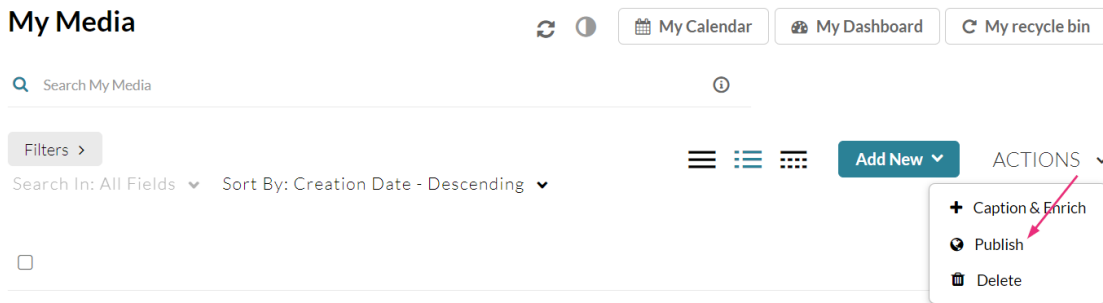 My Media
My Calendar
My Dashboard
My recycle bin
Search My Media
Filters
Add New
ACTIONS
Search In: All Fields
Sort By: Creation Date - Descending
+ Caption & Enrich
Publish
Delete